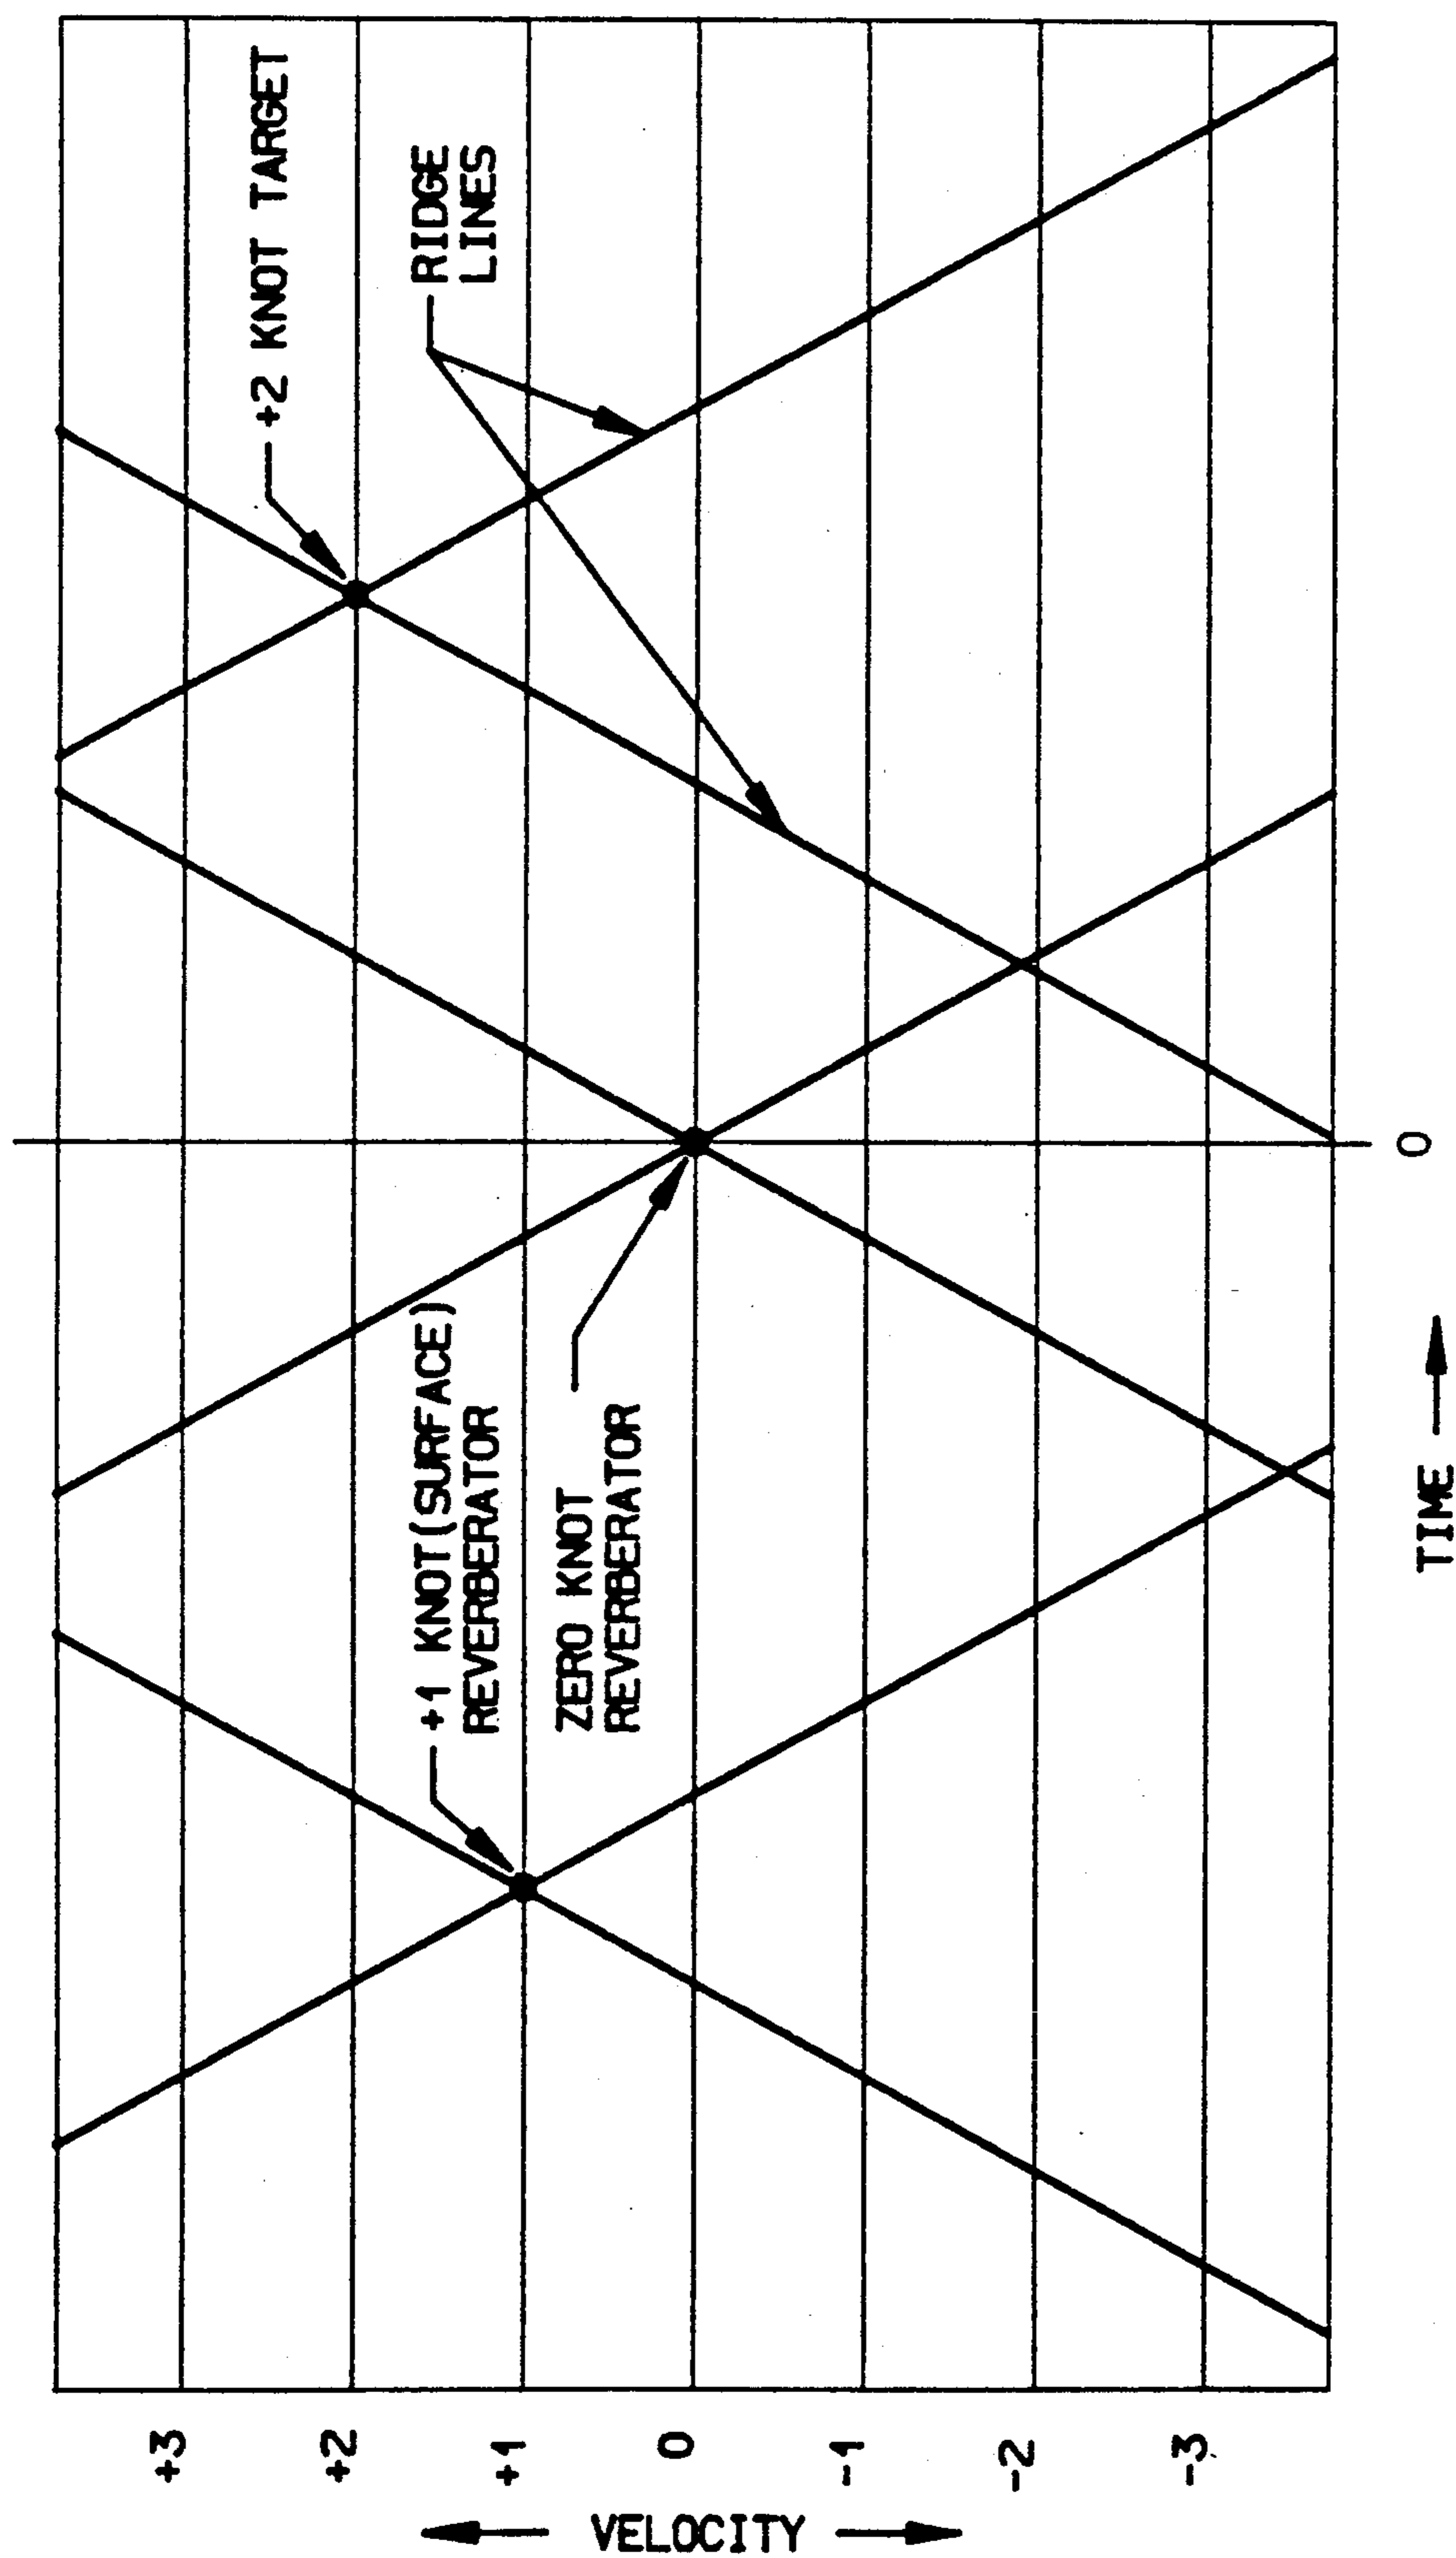 +2 KNOT TARGET
RIDGE
LINES
+1 KNOT(SURFACE)
REVERBERATOR
ZERO KNOT
REVERBERATOR
+3
+2
+1
0
-1
-2
-3
VELOCITY
0
TIME